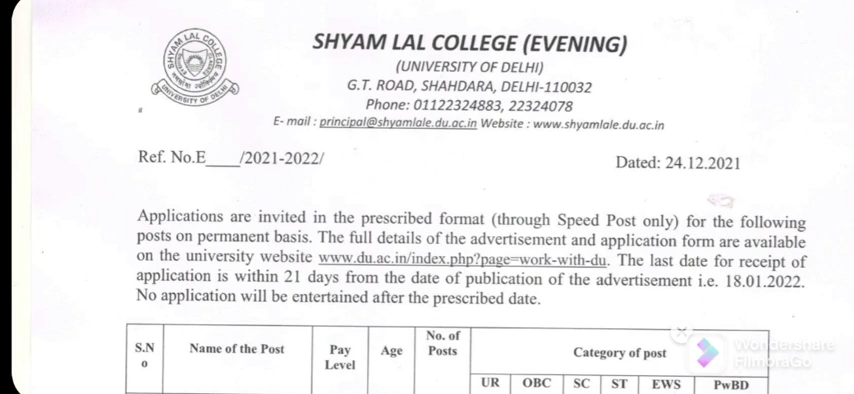 SHYAM LAL COLLEGE
UNIVERSITY OF DELHI
SHYAM LAL COLLEGE (EVENING)
(UNIVERSITY OF DELHI)
G.T. ROAD, SHAHDARA, DELHI-110032
Phone: 01122324883, 22324078
E- mail : principal@shyamlale.du.ac.in Website : www.shyamlale.du.ac.in
Ref. No.E____/2021-2022/
Dated: 24.12.2021
Applications are invited in the prescribed format (through Speed Post only) for the following
posts on permanent basis. The full details of the advertisement and application form are available
on the university website www.du.ac.in/index.php?page=work-with-du. The last date for receipt of
application is within 21 days from the date of publication of the advertisement i.e. 18.01.2022.
No application will be entertained after the prescribed date.
S.N
o
Name of the Post
Pay
Level
Age
No. of
Posts
Category of post
UR OBC SC ST EWS PwBD
Wondershare
FilmoraGo